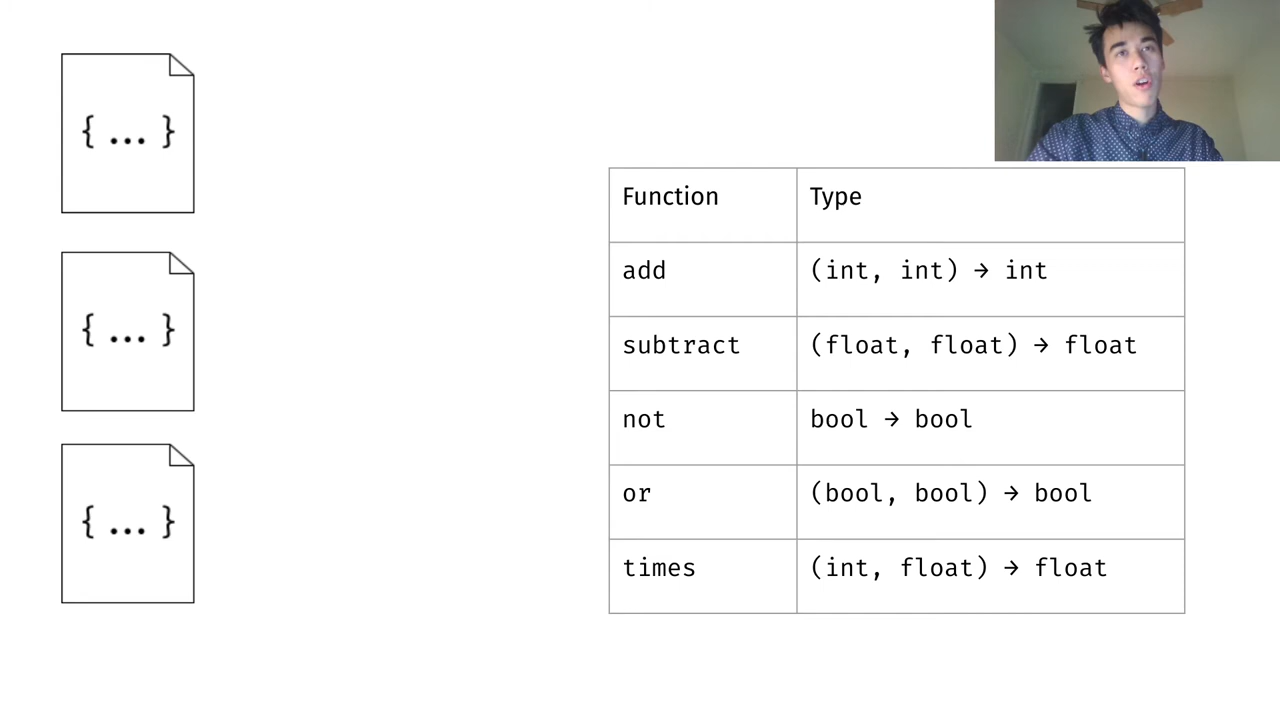 { ... }
{ ... }
{ ... }
Function Type
add (int, int) → int
subtract (float, float) → float
not bool → bool
or (bool, bool) → bool
times (int, float) → float